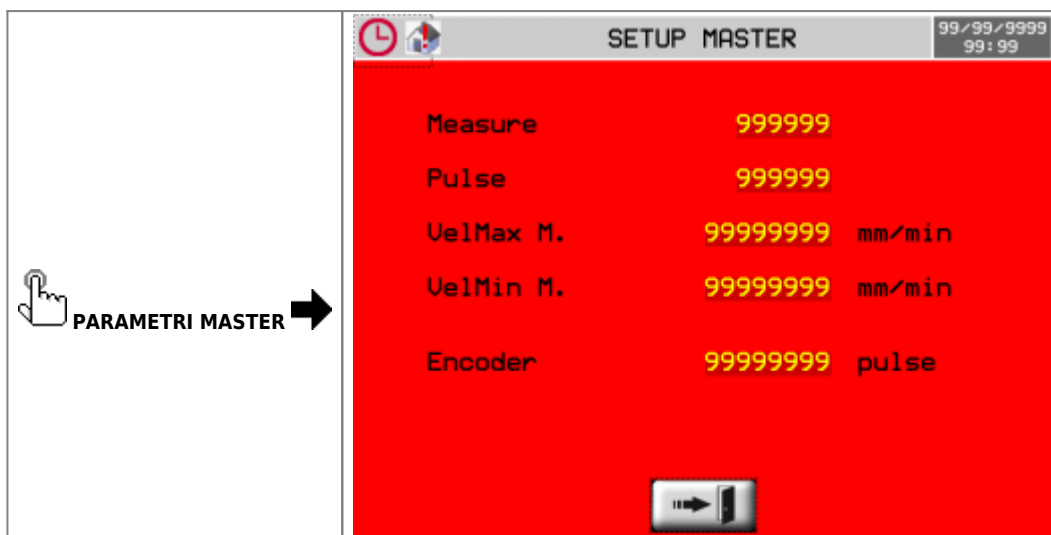 SETUP MASTER
99/99/9999
99:99
Measure 999999
Pulse 999999
VelMax M. 99999999 mm/min
VelMin M. 99999999 mm/min
PARAMETRI MASTER
Encoder 99999999 pulse